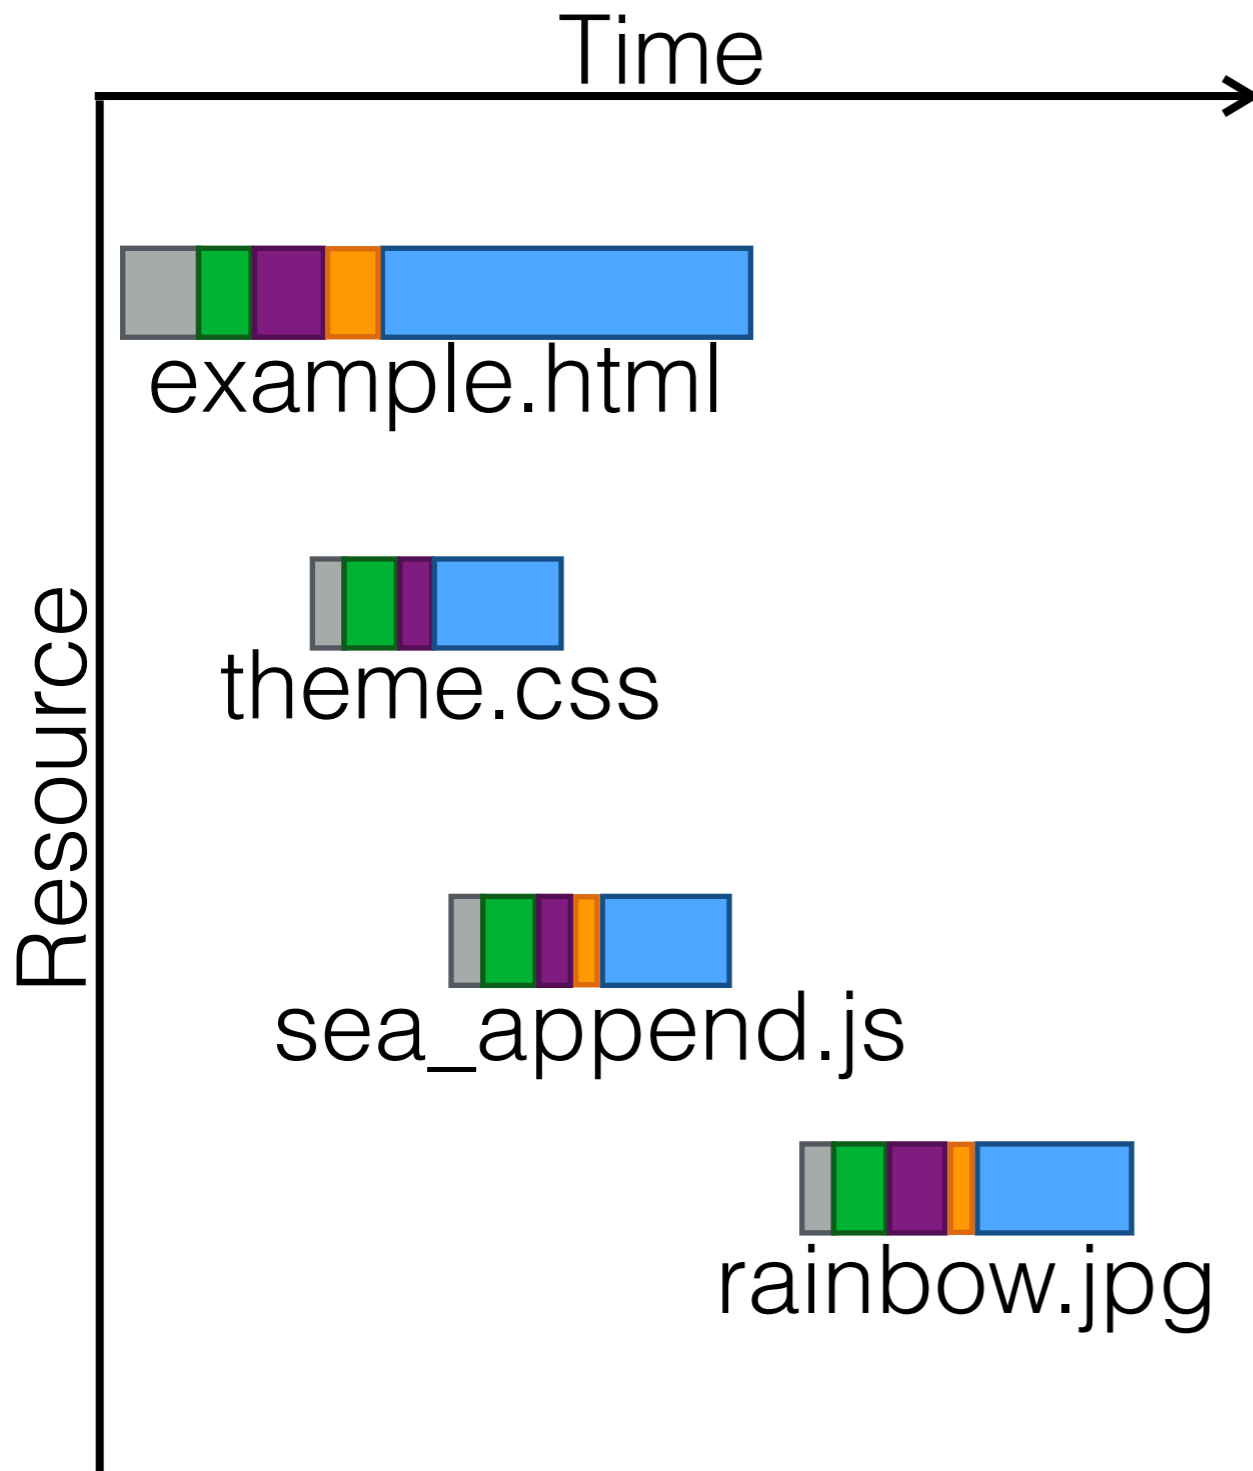 Time
example.html
theme.css
Resource
sea_append.js
rainbow.jpg